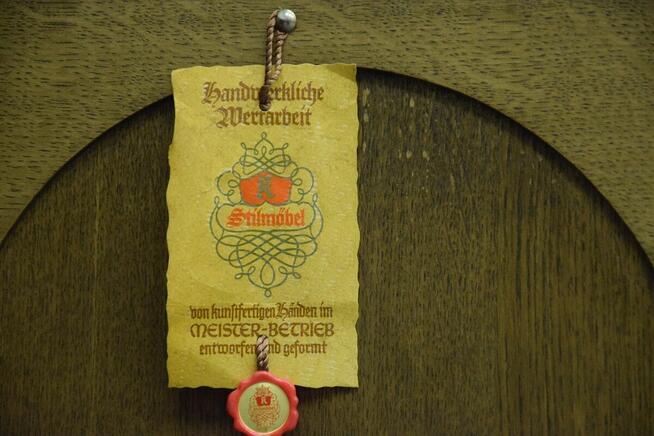 Handwerkliche
Wertarbeit
K
Stilmöbel
von kunstfertigen Händen im
MEISTER-BETRIEB
entworfen und geformt
K